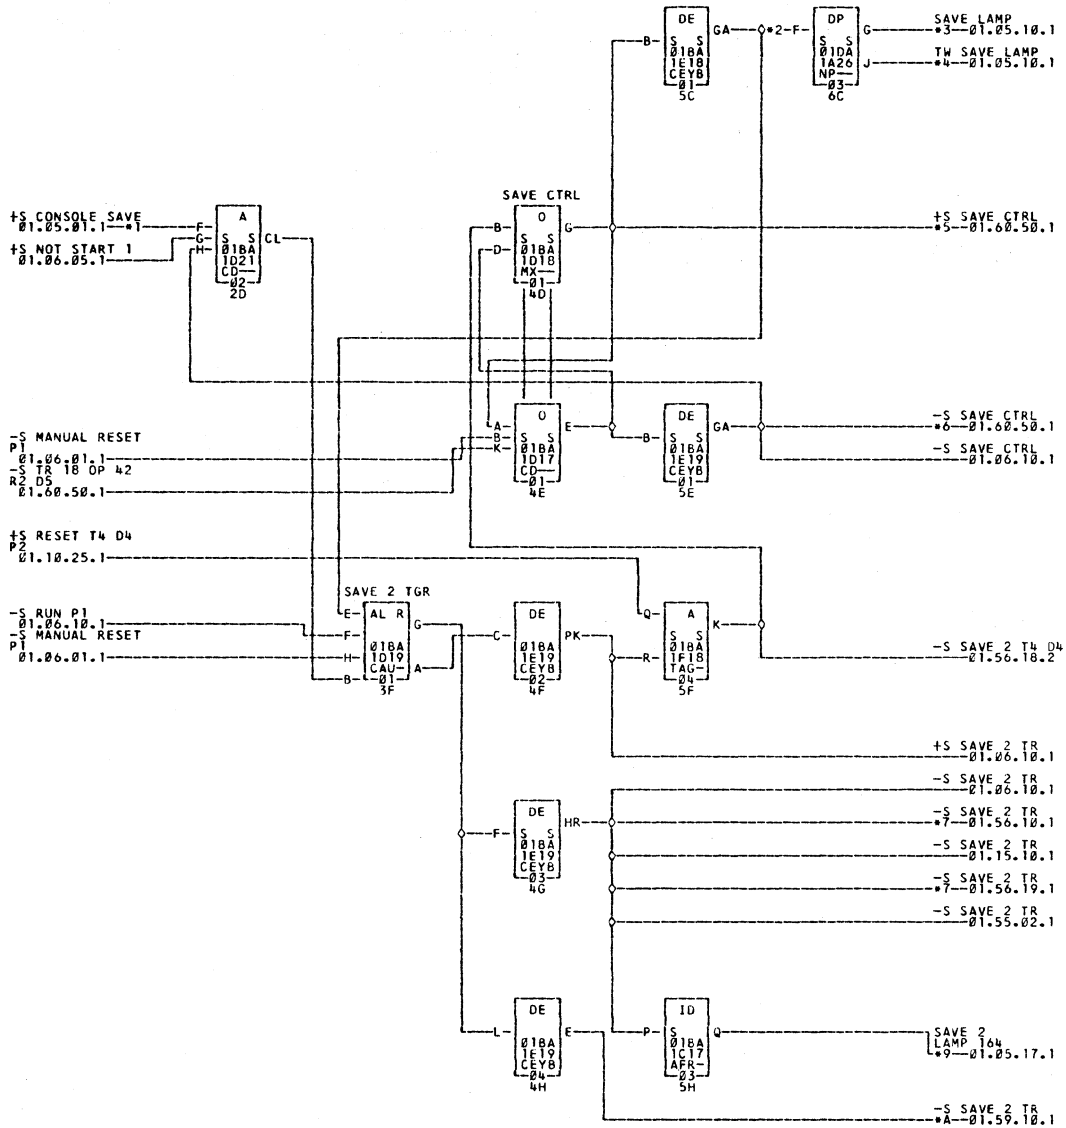 DE
GA
*2-F-
DP
G
SAVE LAMP
*3--01.05.10.1
B
S S
01BA
1E18
CEYB
01
5C
S S
01DA
1A26
NP--
03
6C
J
TW SAVE LAMP
*4--01.05.10.1
SAVE CTRL
+S CONSOLE SAVE
01.05.01.1--*1
F
A
S S
01BA
1D21
CD--
02
2D
CL
G
+S NOT START 1
01.06.05.1
H
B
O
G
D
S S
01BA
1D18
MX--
01
4D
+S SAVE CTRL
*5--01.60.50.1
A
B
K
O
E
S S
01BA
1D17
CD--
01
4E
B
DE
GA
S S
01BA
1E19
CEYB
01
5E
-S SAVE CTRL
*6--01.60.50.1
-S SAVE CTRL
01.06.10.1
-S MANUAL RESET
P1
01.06.01.1
-S TR 18 OP 42
R2 D5
01.60.50.1
+S RESET T4 D4
P2
01.10.25.1
SAVE 2 TGR
-S RUN P1
01.06.10.1
-S MANUAL RESET
P1
01.06.01.1
E
F
H
B
AL R
01BA
1D19
CAU-
01
3F
G
A
C
DE
PK
01BA
1E19
CEYB
02
4F
Q
R
A
K
S S
01BA
1F18
TAG-
04
5F
-S SAVE 2 T4 D4
01.56.18.2
+S SAVE 2 TR
01.06.10.1
-S SAVE 2 TR
01.06.10.1
F
DE
HR
S S
01BA
1E19
CEYB
03
4G
-S SAVE 2 TR
*7--01.56.10.1
-S SAVE 2 TR
01.15.10.1
-S SAVE 2 TR
*7--01.56.19.1
-S SAVE 2 TR
01.55.02.1
L
DE
E
01BA
1E19
CEYB
04
4H
P
ID
Q
S
01BA
1C17
AFR-
03
5H
SAVE 2
LAMP 164
*9--01.05.17.1
-S SAVE 2 TR
*A--01.59.10.1